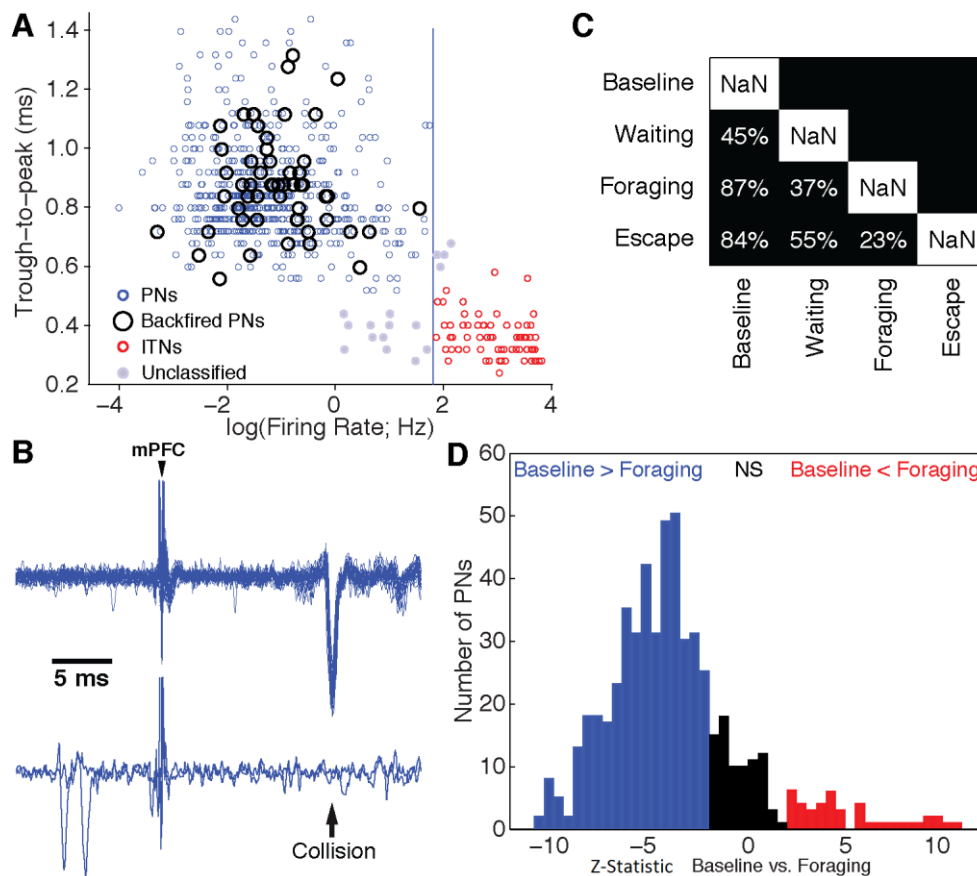 A
1.4
1.2
1.0
0.8
0.6
0.4
0.2
Trough-to-peak (ms)
PNs
Backfired PNs
ITNs
Unclassified
−4 −2 0 2 4
log(Firing Rate; Hz)
B
mPFC
5 ms
Collision
C
Baseline NaN
Waiting 45% NaN
Foraging 87% 37% NaN
Escape 84% 55% 23% NaN
Baseline Waiting Foraging Escape
D
Baseline > Foraging NS Baseline < Foraging
60
50
40
30
20
10
0
Number of PNs
−10 −5 0 5 10
Z-Statistic Baseline vs. Foraging